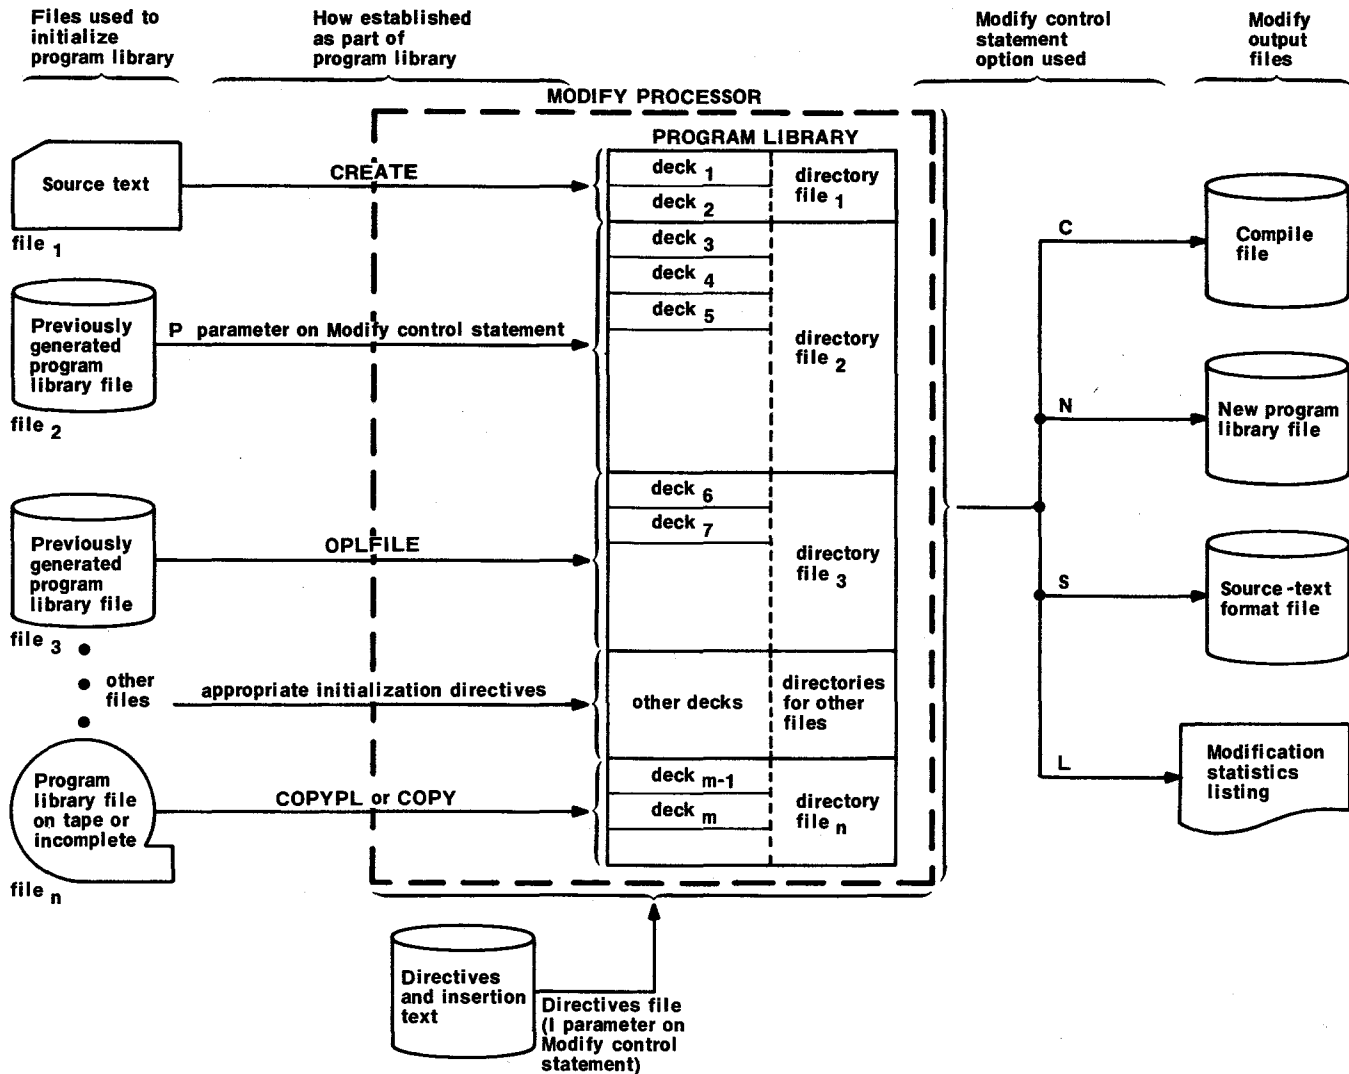 Files used to
initialize
program library
How established
as part of
program library
Modify control
statement
option used
Modify
output
files
MODIFY PROCESSOR
PROGRAM LIBRARY
Source text
file 1
CREATE
deck 1
deck 2
directory
file 1
Previously
generated
program
library file
file 2
P parameter on Modify control statement
deck 3
deck 4
deck 5
directory
file 2
Previously
generated
program
library file
file 3
OPLFILE
deck 6
deck 7
directory
file 3
other
files
appropriate initialization directives
other decks
directories
for other
files
Program
library file
on tape or
incomplete
file n
COPYPL or COPY
deck m-1
deck m
directory
file n
C
Compile
file
N
New program
library file
S
Source-text
format file
L
Modification
statistics
listing
Directives
and insertion
text
Directives file
(I parameter on
Modify control
statement)